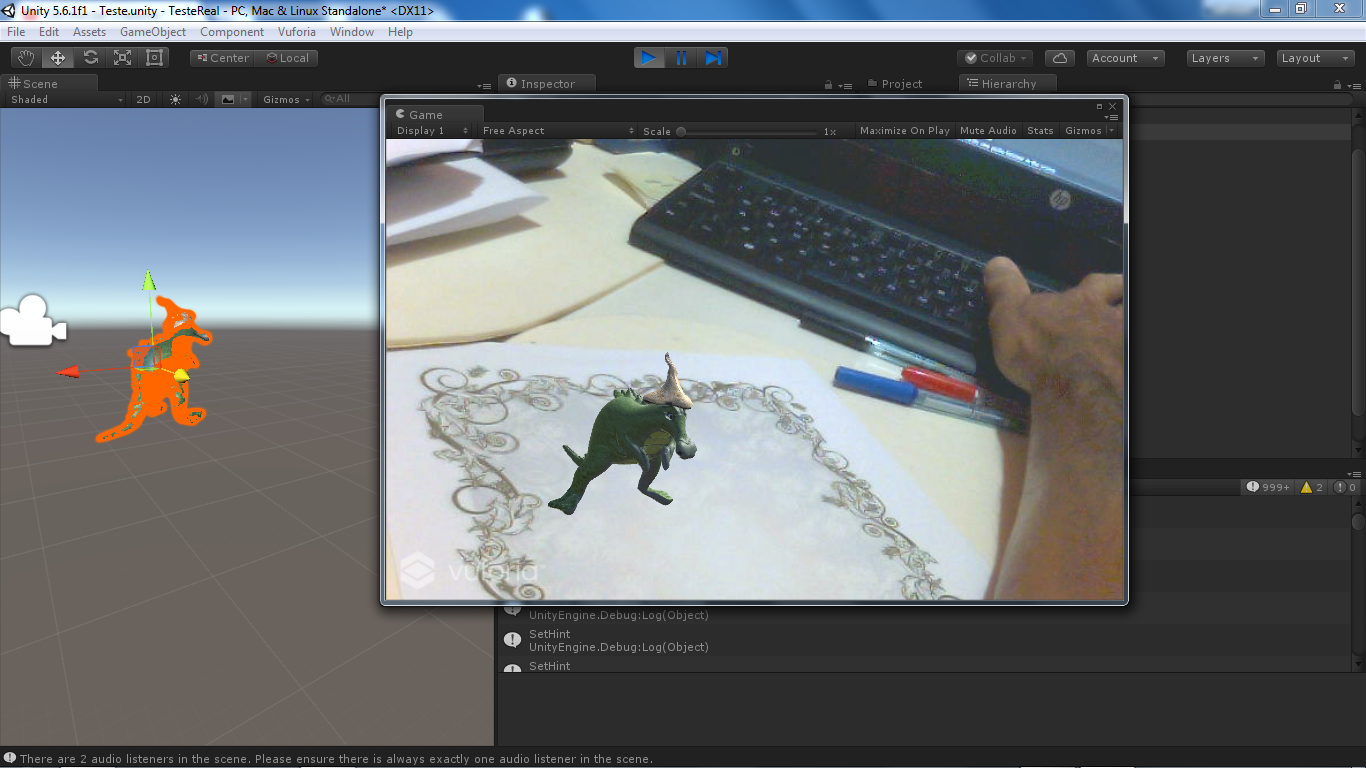 Unity 5.6.1f1 - Teste.unity - TesteReal - PC, Mac & Linux Standalone* <DX11>
File Edit Assets GameObject Component Vuforia Window Help
Center Local Collab Account Layers Layout
Scene Inspector Project Hierarchy
Shaded 2D Gizmos All
Game
Display 1 Free Aspect Scale 1x Maximize On Play Mute Audio Stats Gizmos
hp
vuforia
999+ 2 0
UnityEngine.Debug:Log(Object)
SetHint
UnityEngine.Debug:Log(Object)
SetHint
There are 2 audio listeners in the scene. Please ensure there is always exactly one audio listener in the scene.